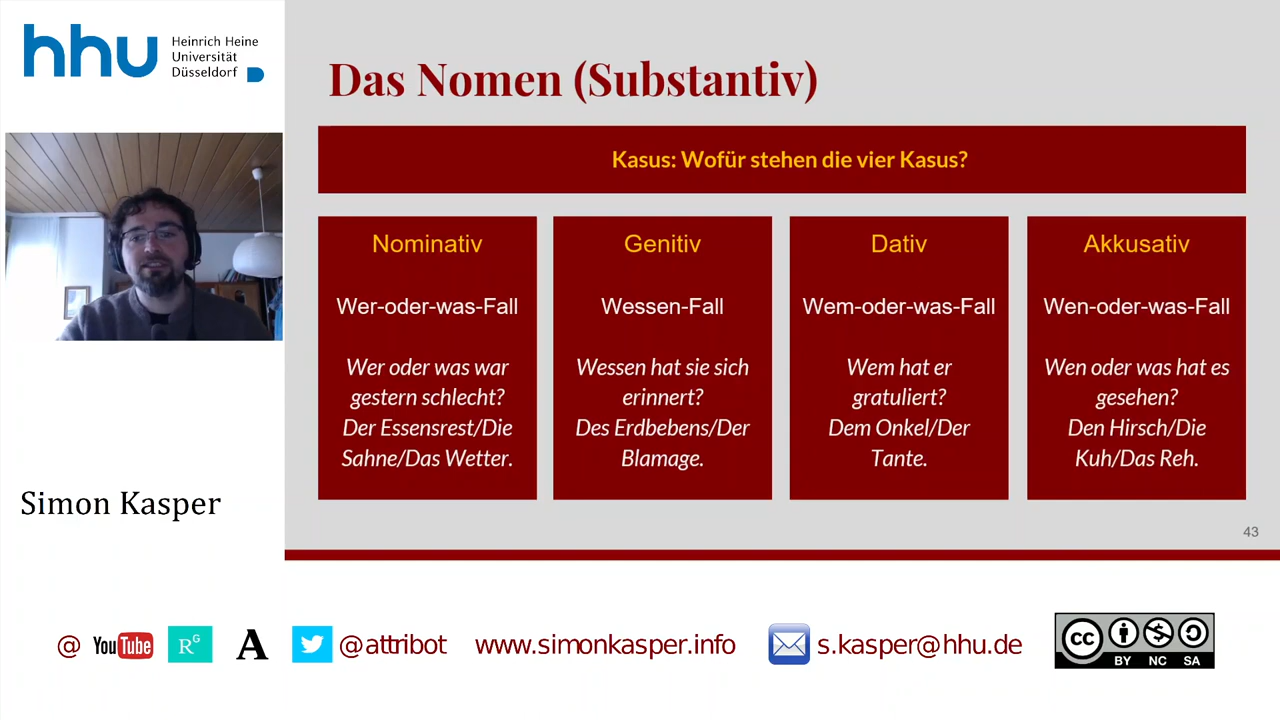 hhu
Heinrich Heine
Universität
Düsseldorf
Das Nomen (Substantiv)
Kasus: Wofür stehen die vier Kasus?
Nominativ
Wer-oder-was-Fall
Wer oder was war
gestern schlecht?
Der Essensrest/Die
Sahne/Das Wetter.
Genitiv
Wessen-Fall
Wessen hat sie sich
erinnert?
Des Erdbebens/Der
Blamage.
Dativ
Wem-oder-was-Fall
Wem hat er
gratuliert?
Dem Onkel/Der
Tante.
Akkusativ
Wen-oder-was-Fall
Wen oder was hat es
gesehen?
Den Hirsch/Die
Kuh/Das Reh.
Simon Kasper
43
@ YouTube RG A @attribot www.simonkasper.info s.kasper@hhu.de
cc BY NC SA